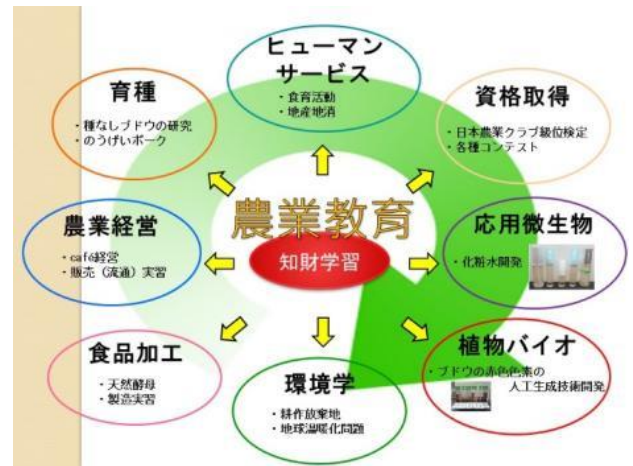 ヒューマン
サービス
・食育活動
・地産地消
育種
・種なしブドウの研究
・のうげいポーク
資格取得
・日本農業クラブ級位検定
・各種コンテスト
農業教育
知財学習
農業経営
・café経営
・販売（流通）実習
応用微生物
・化粧水開発
食品加工
・天然酵母
・製造実習
環境学
・耕作放棄地
・地球温暖化問題
植物バイオ
・ブドウの赤色色素の
人工生成技術開発